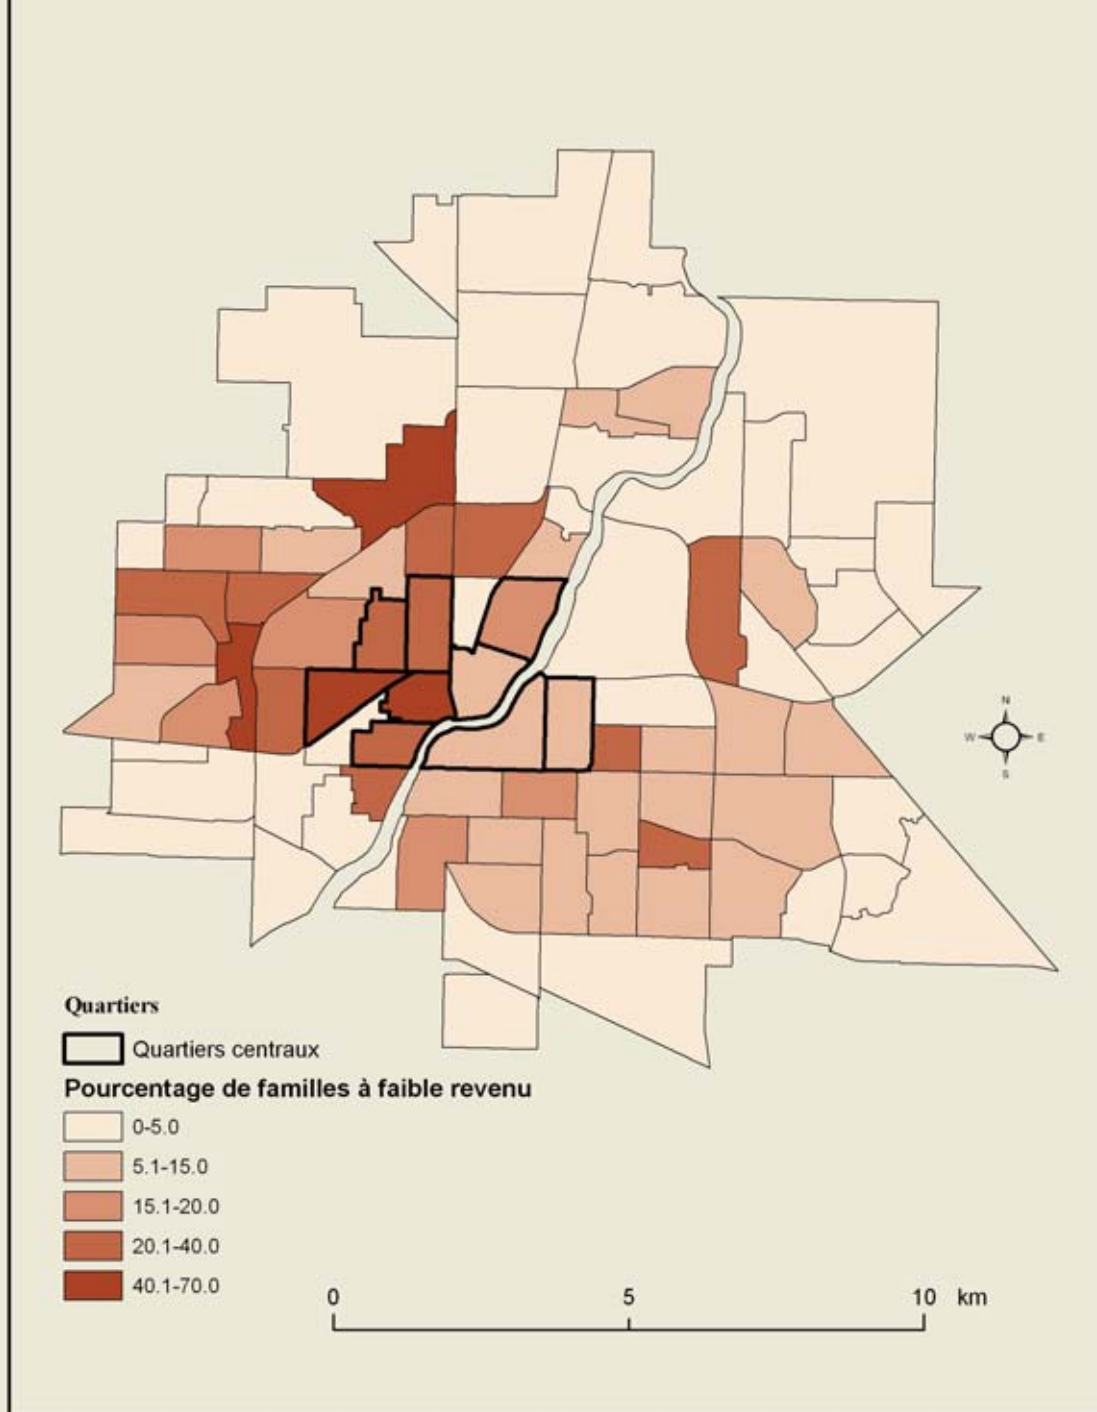 N
W E
S
Quartiers
Quartiers centraux
Pourcentage de familles à faible revenu
0-5.0
5.1-15.0
15.1-20.0
20.1-40.0
40.1-70.0
0 5 10 km